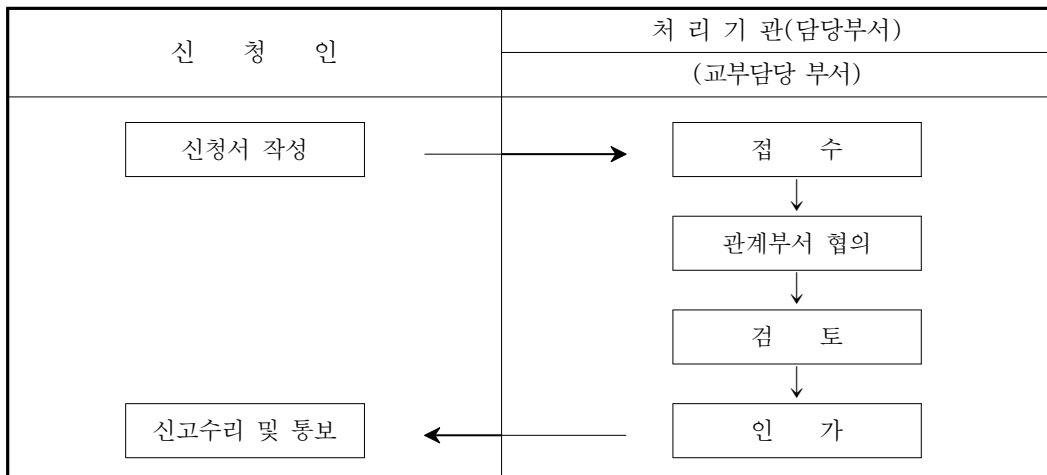 신 청 인
처 리 기 관(담당부서)
(교부담당 부서)
신청서 작성
접 수
관계부서 협의
검 토
신고수리 및 통보
인 가